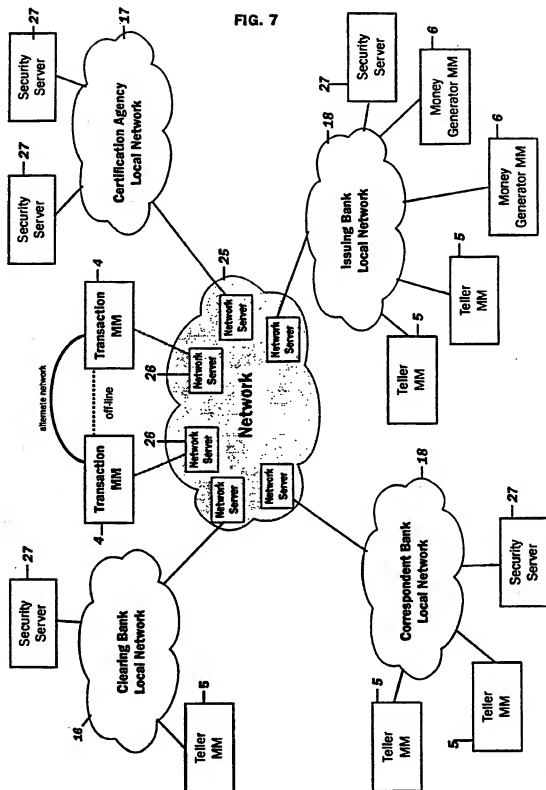 FIG. 7
27
Security
Server
27
Security
Server
17
Certification Agency
Local Network
27
Security
Server
18
6
Money
Generator MM
6
Money
Generator MM
Issuing Bank
Local Network
5
Teller
MM
5
Teller
MM
alternate network
off-line
4
Transaction
MM
4
Transaction
MM
25
Network
Server
Network
Server
26
Network
Server
26
Network
Server
Network
Server
Network
Server
Network
27
Security
Server
16
Clearing Bank
Local Network
5
Teller
MM
18
Correspondent Bank
Local Network
27
Security
Server
5
Teller
MM
5
Teller
MM